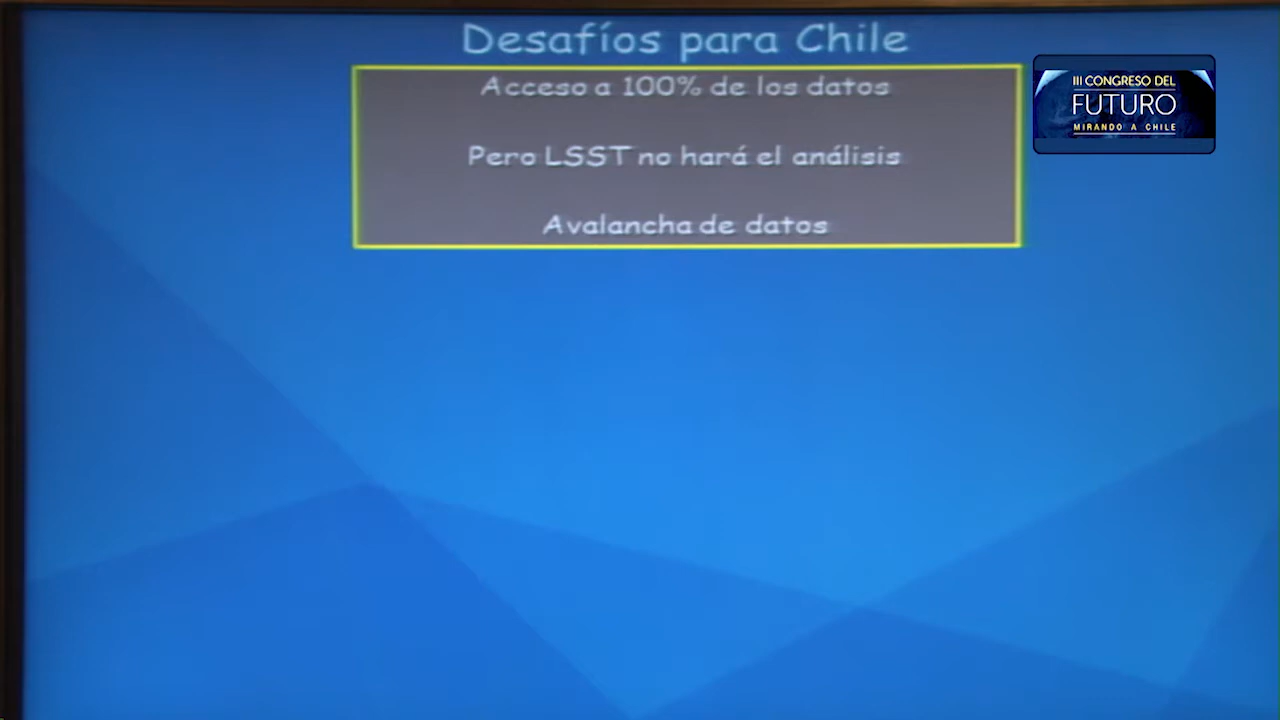 Desafíos para Chile
Acceso a 100% de los datos
Pero LSST no hará el análisis
Avalancha de datos
III CONGRESO DEL
FUTURO
MIRANDO A CHILE